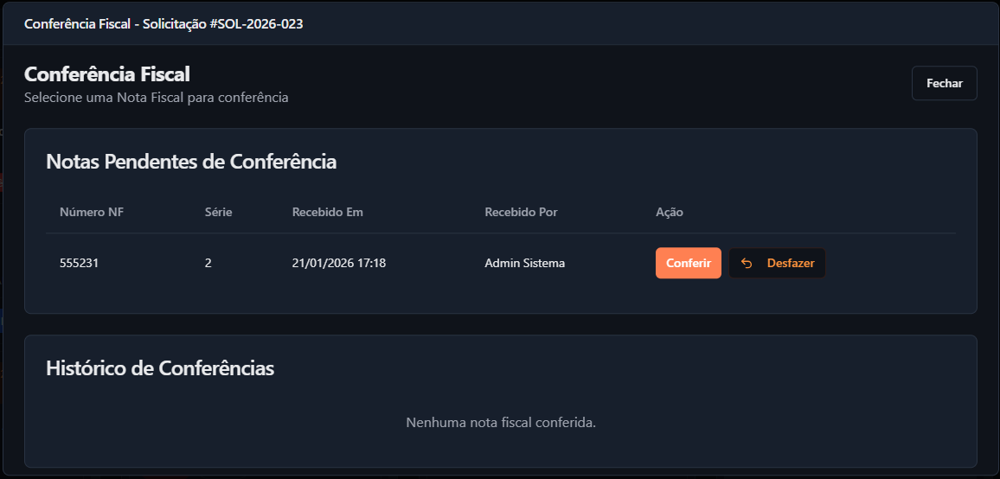 Conferência Fiscal - Solicitação #SOL-2026-023
Conferência Fiscal
Selecione uma Nota Fiscal para conferência
Fechar
Notas Pendentes de Conferência
Número NF Série Recebido Em Recebido Por Ação
555231 2 21/01/2026 17:18 Admin Sistema Conferir Desfazer
Histórico de Conferências
Nenhuma nota fiscal conferida.